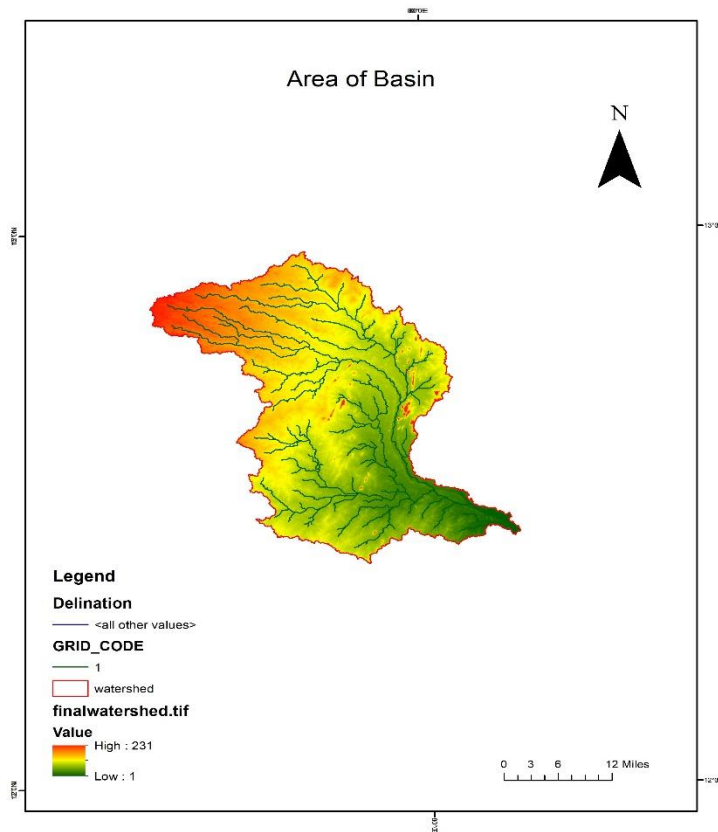 Area of Basin
N
Legend
Delination
<all other values>
GRID_CODE
1
watershed
finalwatershed.tif
Value
High : 231
Low : 1
0 3 6 12 Miles